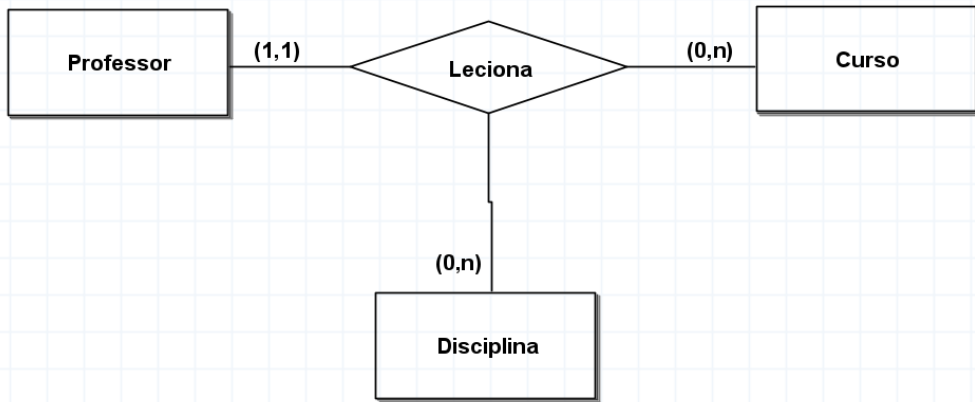 Professor
(1,1)
Leciona
(0,n)
Curso
(0,n)
Disciplina